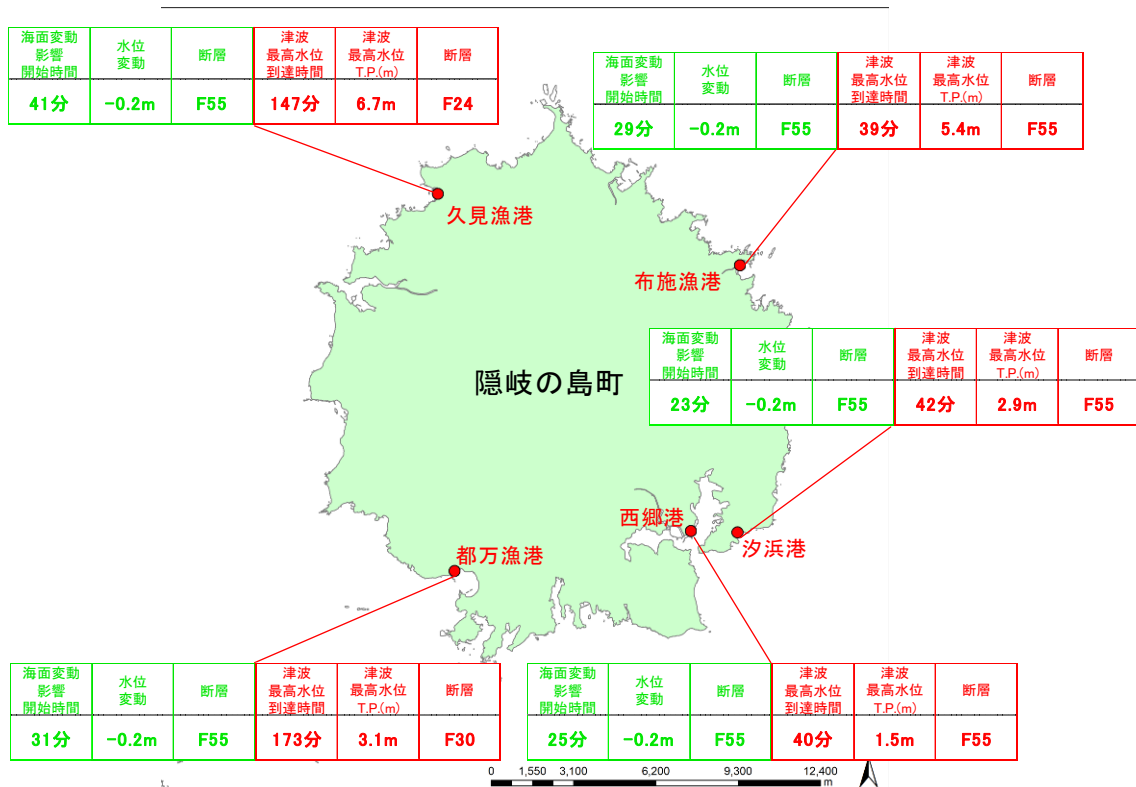 海面変動
影響
開始時間
水位
変動
断層
津波
最高水位
到達時間
津波
最高水位
T.P.(m)
断層
41分
-0.2m
F55
147分
6.7m
F24
海面変動
影響
開始時間
水位
変動
断層
津波
最高水位
到達時間
津波
最高水位
T.P.(m)
断層
29分
-0.2m
F55
39分
5.4m
F55
久見漁港
布施漁港
海面変動
影響
開始時間
水位
変動
断層
津波
最高水位
到達時間
津波
最高水位
T.P.(m)
断層
23分
-0.2m
F55
42分
2.9m
F55
隠岐の島町
西郷港
汐浜港
都万漁港
海面変動
影響
開始時間
水位
変動
断層
津波
最高水位
到達時間
津波
最高水位
T.P.(m)
断層
31分
-0.2m
F55
173分
3.1m
F30
海面変動
影響
開始時間
水位
変動
断層
津波
最高水位
到達時間
津波
最高水位
T.P.(m)
断層
25分
-0.2m
F55
40分
1.5m
F55
0 1,550 3,100 6,200 9,300 12,400
m